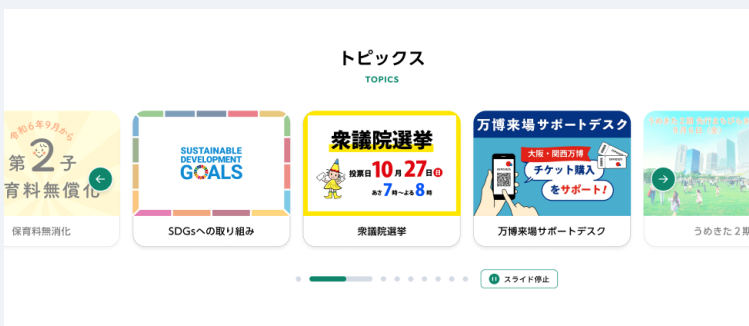 トピックス
TOPICS
令和6年9月から
第2子
育料無償化
保育料無消化
SUSTAINABLE
DEVELOPMENT
GOALS
SDGsへの取り組み
衆議院選挙
投票日 10月27日日
あさ7時~よる8時
衆議院選挙
万博来場サポートデスク
大阪・関西万博
チケット購入
をサポート!
万博来場サポートデスク
うめきた2期
スライド停止